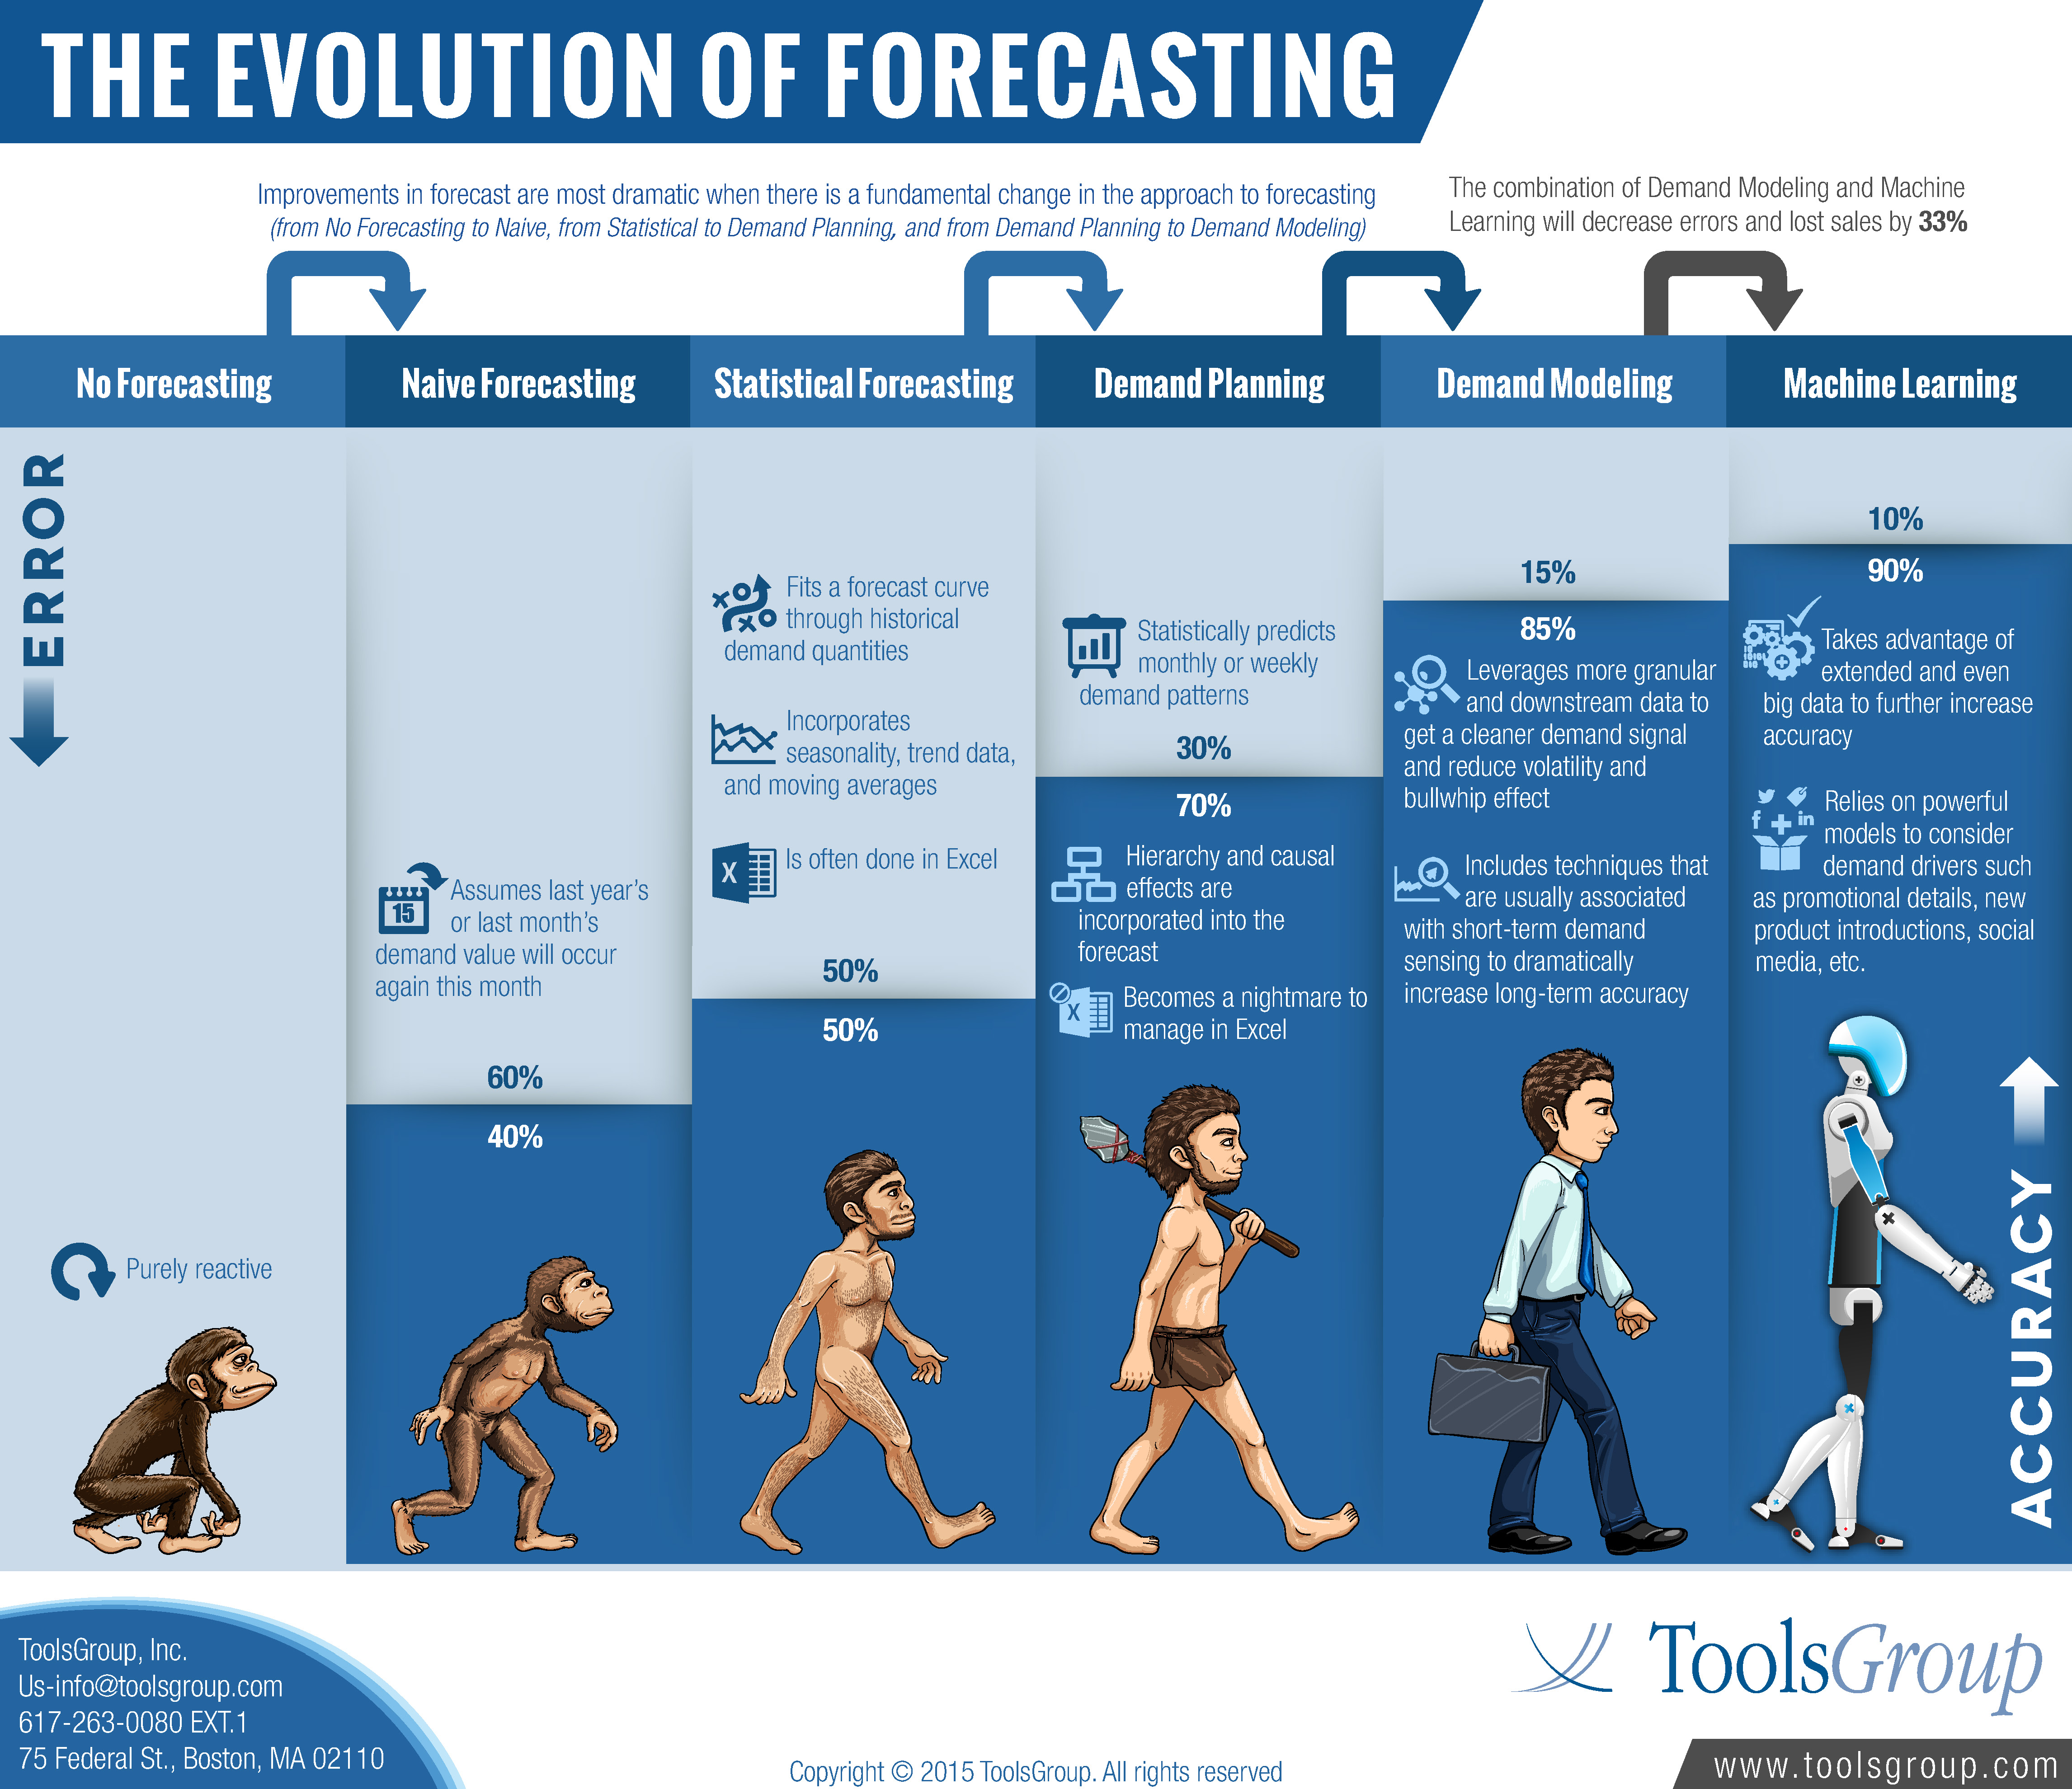 THE EVOLUTION OF FORECASTING
Improvements in forecast are most dramatic when there is a fundamental change in the approach to forecasting
(from No Forecasting to Naive, from Statistical to Demand Planning, and from Demand Planning to Demand Modeling)
The combination of Demand Modeling and Machine
Learning will decrease errors and lost sales by 33%
No Forecasting
Naive Forecasting
Statistical Forecasting
Demand Planning
Demand Modeling
Machine Learning
ERROR
Purely reactive
15
Assumes last year's
or last month's
demand value will occur
again this month
60%
40%
Fits a forecast curve
through historical
demand quantities
Incorporates
seasonality, trend data,
and moving averages
X
Is often done in Excel
50%
50%
Statistically predicts
monthly or weekly
demand patterns
30%
70%
Hierarchy and causal
effects are
incorporated into the
forecast
X
Becomes a nightmare to
manage in Excel
15%
85%
Leverages more granular
and downstream data to
get a cleaner demand signal
and reduce volatility and
bullwhip effect
Includes techniques that
are usually associated
with short-term demand
sensing to dramatically
increase long-term accuracy
10%
90%
Takes advantage of
extended and even
big data to further increase
accuracy
f
in
Relies on powerful
models to consider
demand drivers such
as promotional details, new
product introductions, social
media, etc.
ACCURACY
ToolsGroup, Inc.
Us-info@toolsgroup.com
617-263-0080 EXT.1
75 Federal St., Boston, MA 02110
Copyright © 2015 ToolsGroup. All rights reserved
ToolsGroup
www.toolsgroup.com